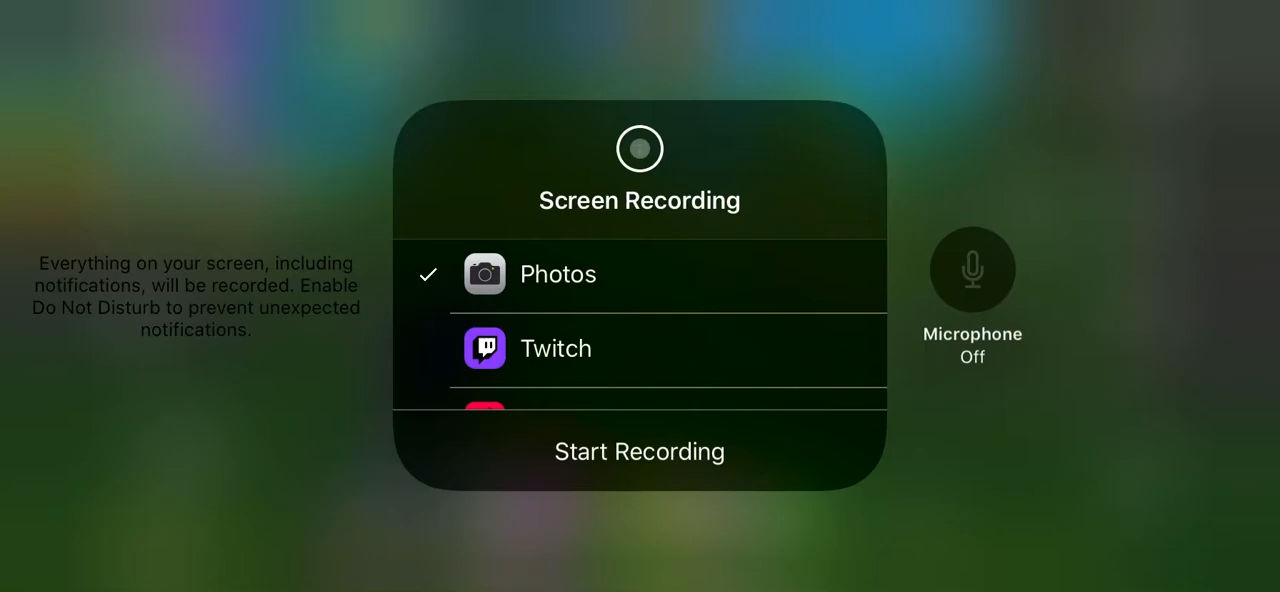 Everything on your screen, including
notifications, will be recorded. Enable
Do Not Disturb to prevent unexpected
notifications.
Screen Recording
Photos
Twitch
Start Recording
Microphone
Off